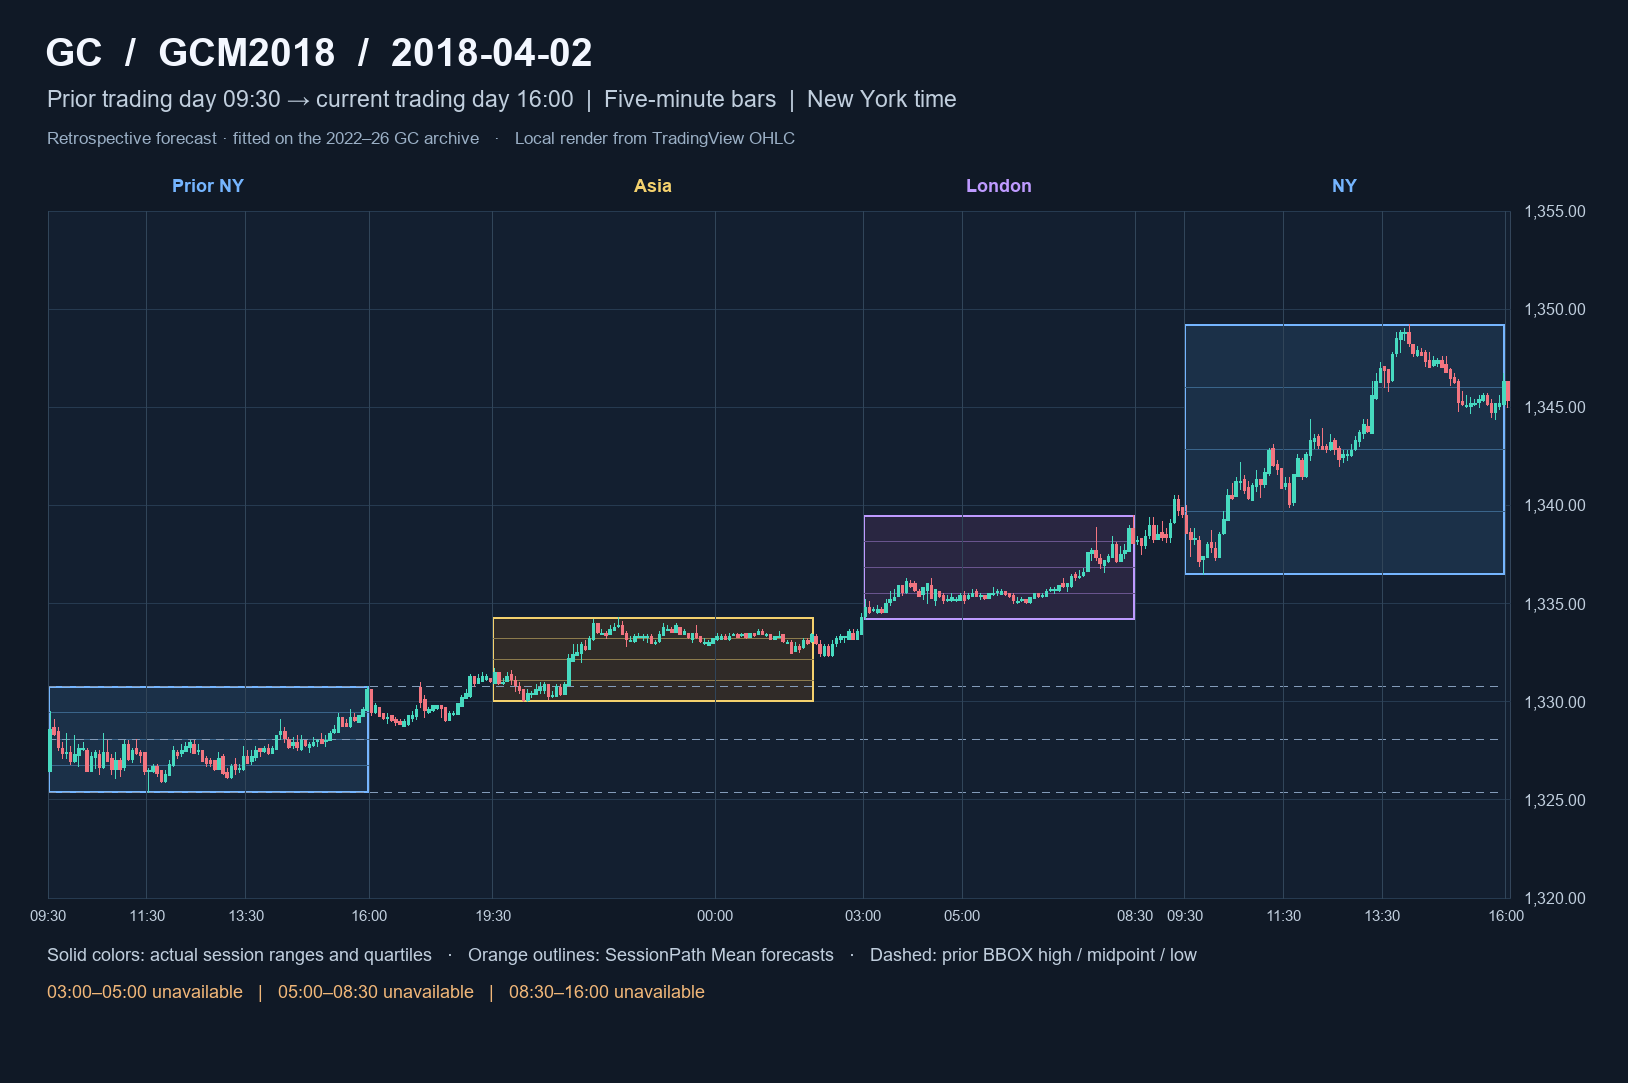 GC / GCM2018 / 2018-04-02
Prior trading day 09:30 → current trading day 16:00 | Five-minute bars | New York time
Retrospective forecast · fitted on the 2022–26 GC archive · Local render from TradingView OHLC
Prior NY Asia London NY
1,355.00
1,350.00
1,345.00
1,340.00
1,335.00
1,330.00
1,325.00
1,320.00
09:30 11:30 13:30 16:00 19:30 00:00 03:00 05:00 08:30 09:30 11:30 13:30 16:00
Solid colors: actual session ranges and quartiles · Orange outlines: SessionPath Mean forecasts · Dashed: prior BBOX high / midpoint / low
03:00–05:00 unavailable | 05:00–08:30 unavailable | 08:30–16:00 unavailable